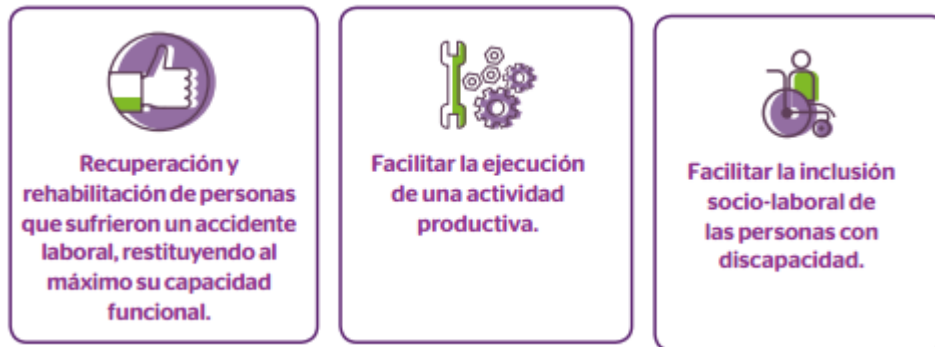 Recuperación y
rehabilitación de personas
que sufrieron un accidente
laboral, restituyendo al
máximo su capacidad
funcional.
Facilitar la ejecución
de una actividad
productiva.
Facilitar la inclusión
socio-laboral de
las personas con
discapacidad.